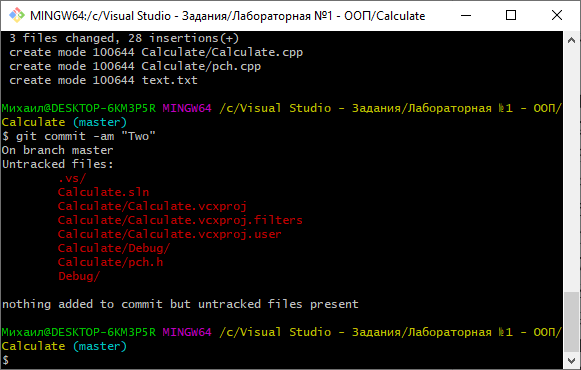 MINGW64:/c/Visual Studio - Задания/Лабораторная №1 - ООП/Calculate
3 files changed, 28 insertions(+)
create mode 100644 Calculate/Calculate.cpp
create mode 100644 Calculate/pch.cpp
create mode 100644 text.txt
Михаил@DESKTOP-6KM3P5R MINGW64 /c/Visual Studio - Задания/Лабораторная №1 - ООП/
Calculate (master)
$ git commit -am "Two"
On branch master
Untracked files:
.vs/
Calculate.sln
Calculate/Calculate.vcxproj
Calculate/Calculate.vcxproj.filters
Calculate/Calculate.vcxproj.user
Calculate/Debug/
Calculate/pch.h
Debug/
nothing added to commit but untracked files present
Михаил@DESKTOP-6KM3P5R MINGW64 /c/Visual Studio - Задания/Лабораторная №1 - ООП/
Calculate (master)
$